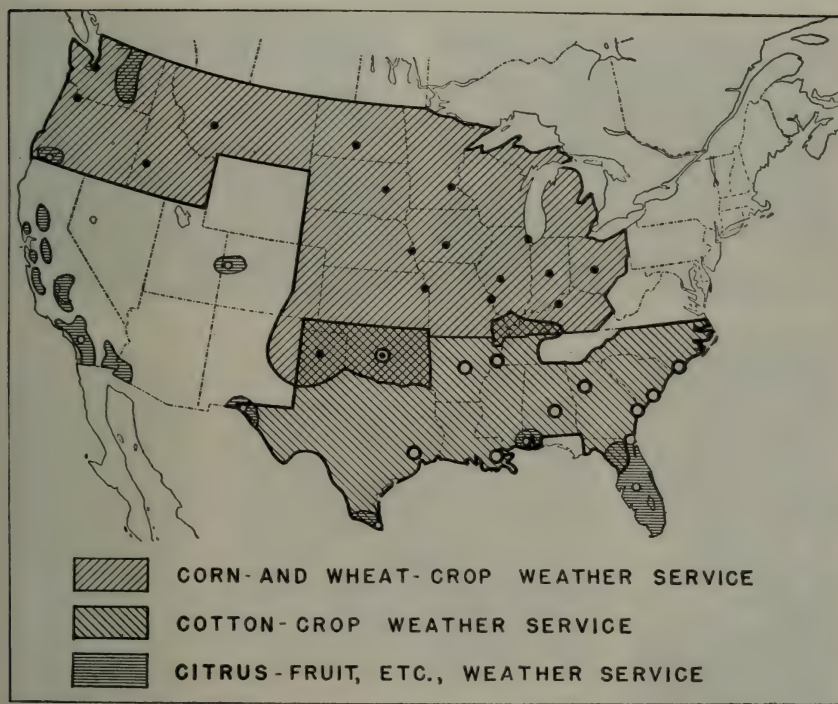 CORN-AND WHEAT-CROP WEATHER SERVICE
COTTON-CROP WEATHER SERVICE
CITRUS-FRUIT, ETC., WEATHER SERVICE